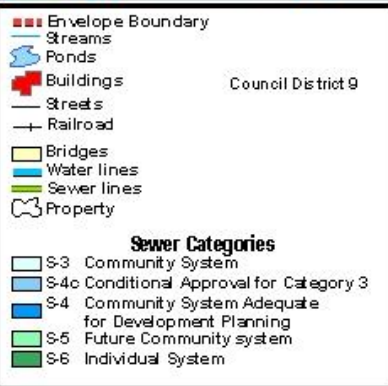 Envelope Boundary
Streams
Ponds
Buildings
Council District 9
Streets
Railroad
Bridges
Water lines
Sewer lines
Property
Sewer Categories
S-3 Community System
S-4c Conditional Approval for Category 3
S-4 Community System Adequate
for Development Planning
S-5 Future Community system
S-6 Individual System